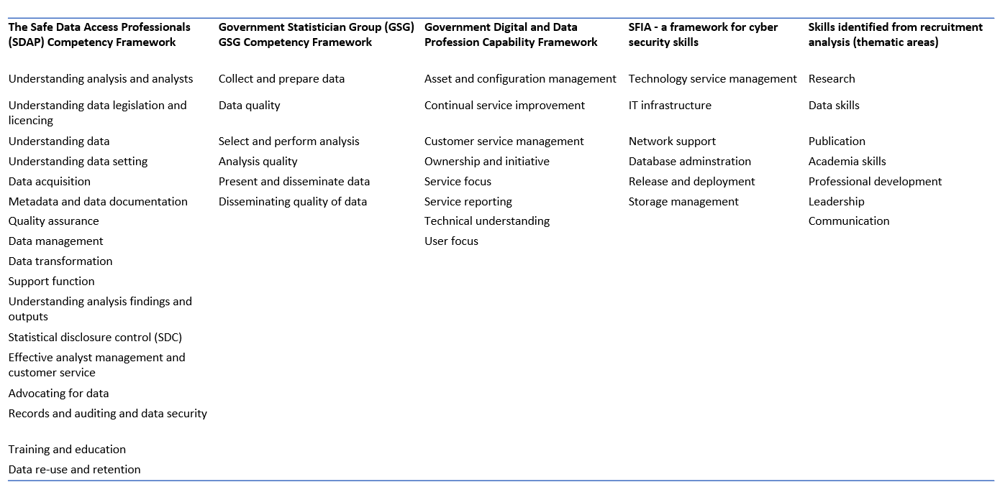 The Safe Data Access Professionals
(SDAP) Competency Framework
Government Statistician Group (GSG)
GSG Competency Framework
Government Digital and Data
Profession Capability Framework
SFIA - a framework for cyber
security skills
Skills identified from recruitment
analysis (thematic areas)
Understanding analysis and analysts
Collect and prepare data
Asset and configuration management
Technology service management
Research
Understanding data legislation and
licencing
Data quality
Continual service improvement
IT infrastructure
Data skills
Understanding data
Select and perform analysis
Customer service management
Network support
Publication
Understanding data setting
Analysis quality
Ownership and initiative
Database adminstration
Academia skills
Data acquisition
Present and disseminate data
Service focus
Release and deployment
Professional development
Metadata and data documentation
Disseminating quality of data
Service reporting
Storage management
Leadership
Quality assurance
Technical understanding
Communication
Data management
User focus
Data transformation
Support function
Understanding analysis findings and
outputs
Statistical disclosure control (SDC)
Effective analyst management and
customer service
Advocating for data
Records and auditing and data security
Training and education
Data re-use and retention